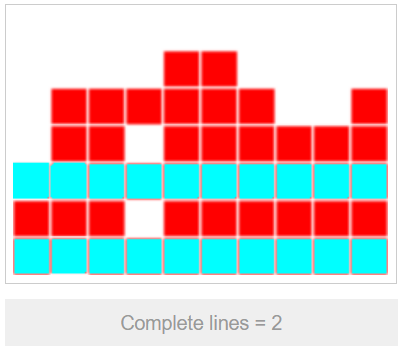 Complete lines = 2